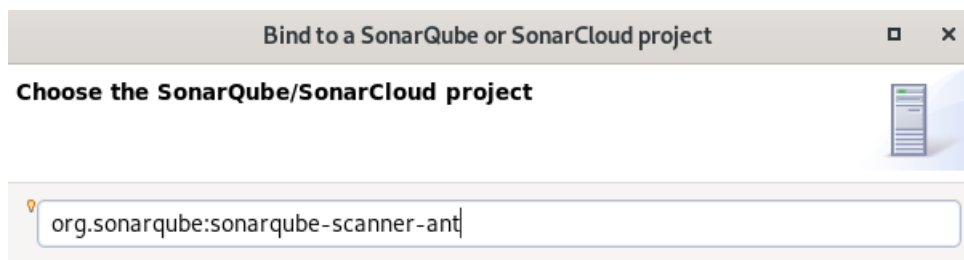 Bind to a SonarQube or SonarCloud project
Choose the SonarQube/SonarCloud project
org.sonarqube:sonarqube-scanner-ant